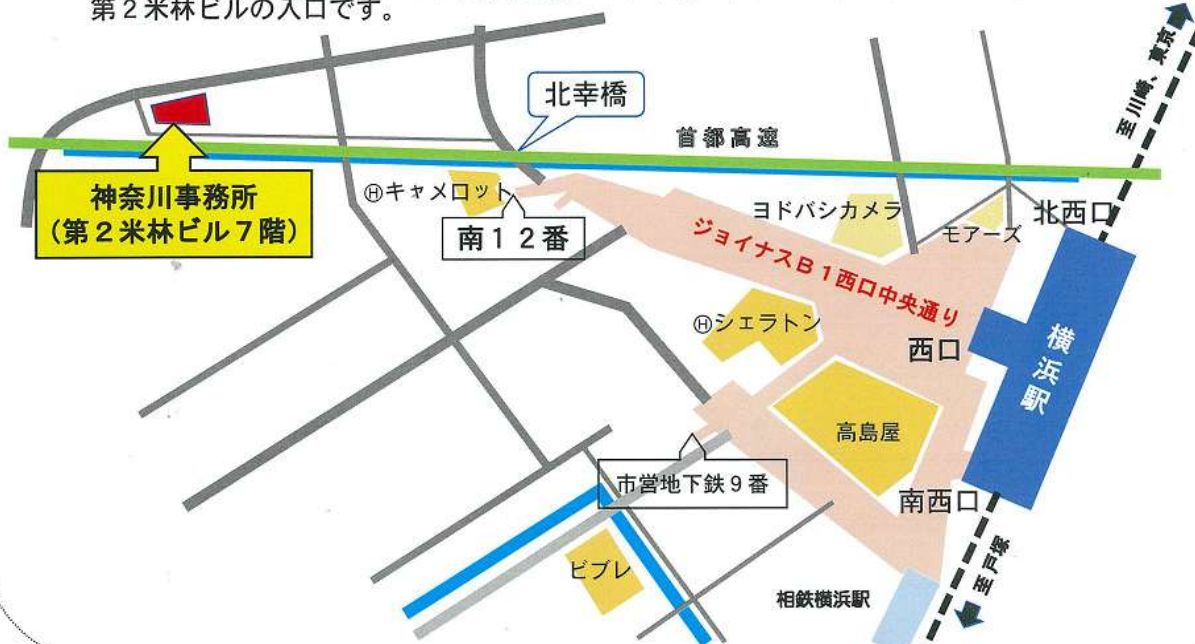 第２米林ビルの入口です。
至川崎、東京
北幸橋
首都高速
神奈川事務所
(第２米林ビル７階)
Ⓗキャメロット
南１２番
ヨドバシカメラ
モアーズ
北西口
ジョイナスＢ１西口中央通り
Ⓗシェラトン
西口
横浜駅
高島屋
市営地下鉄９番
南西口
ビブレ
相鉄横浜駅
至戸塚